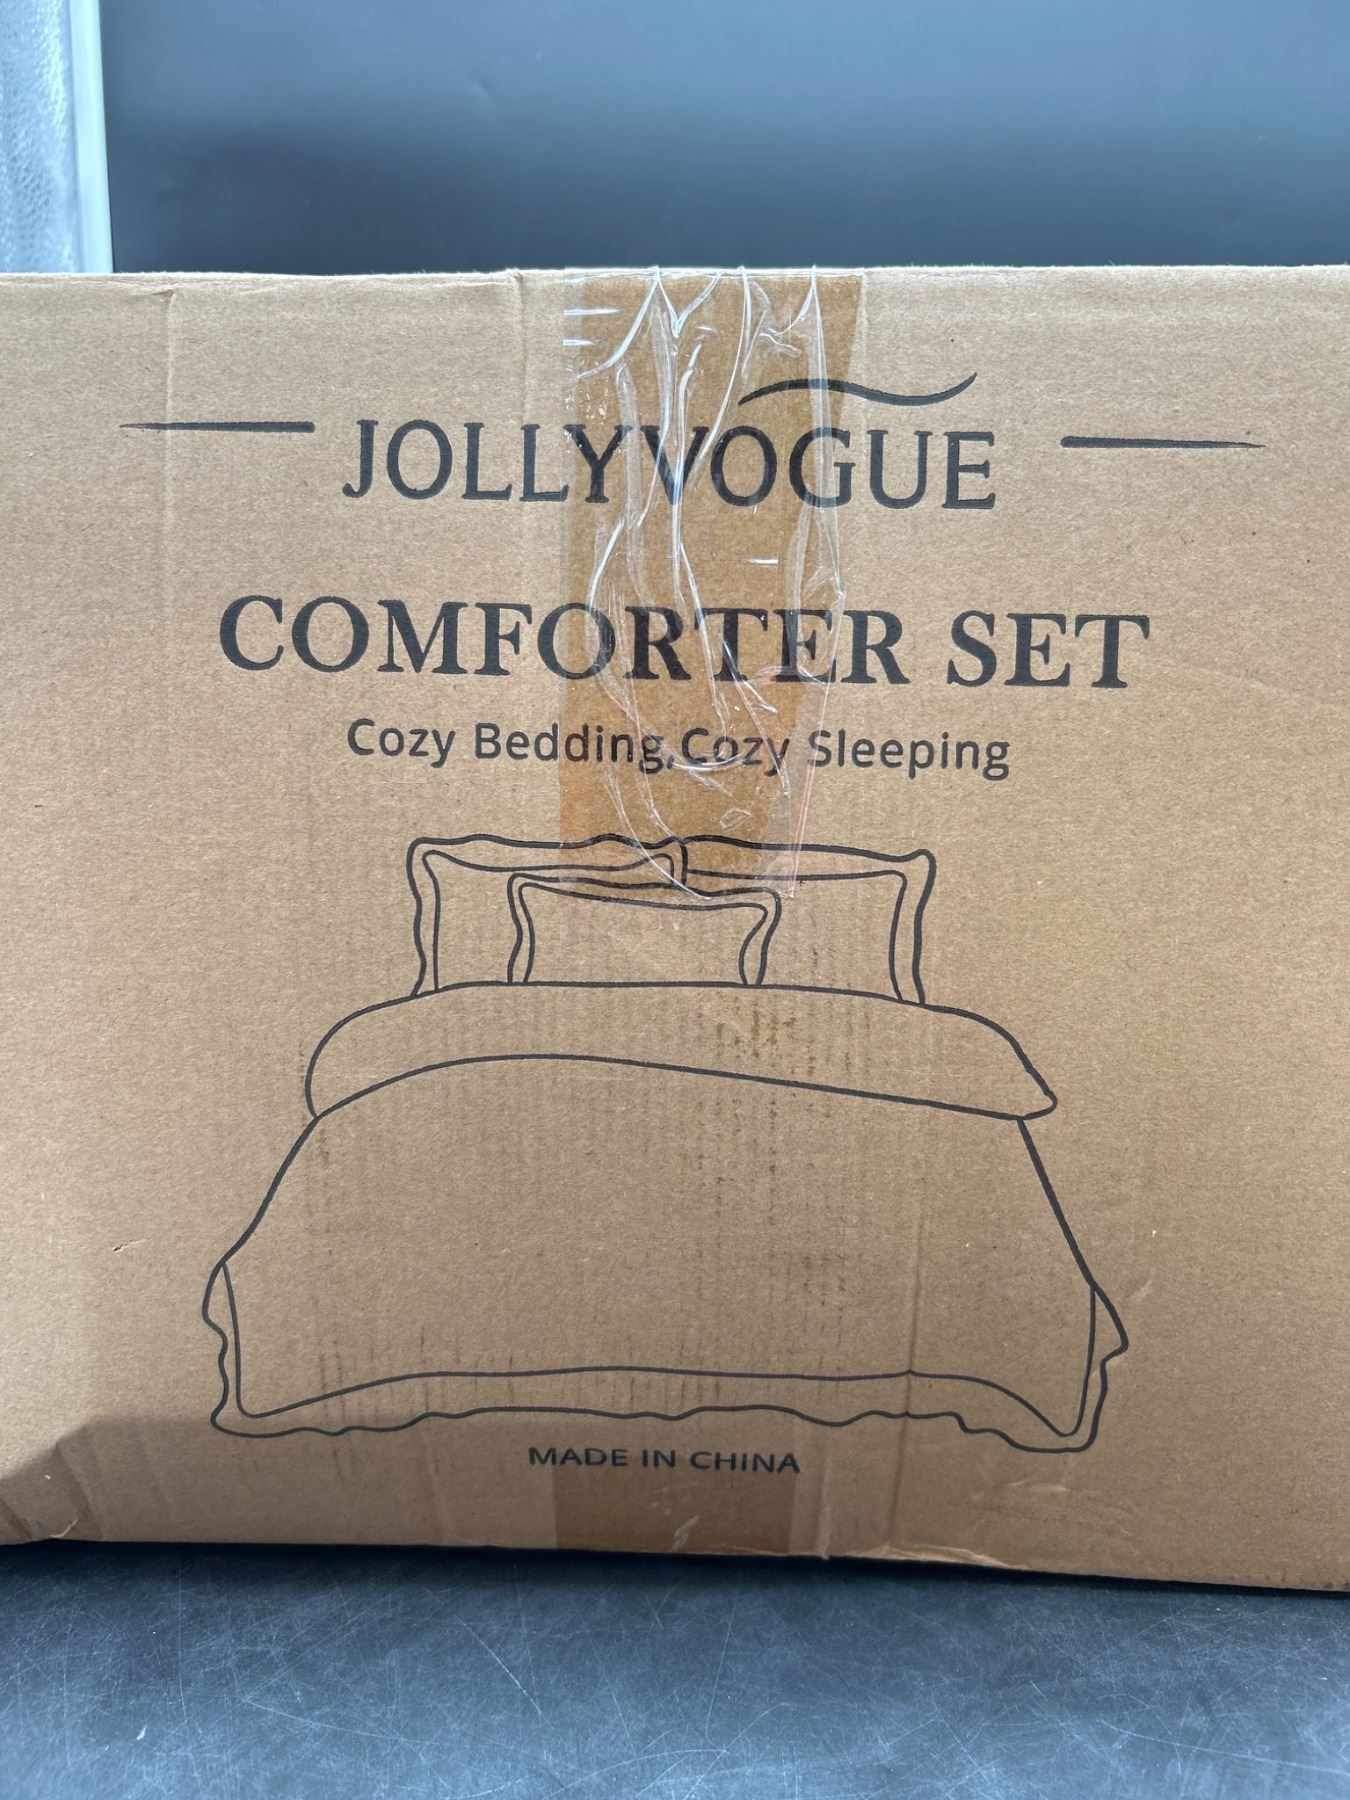 JOLLYVOGUE
COMFORTER SET
Cozy Bedding,Cozy Sleeping
MADE IN CHINA